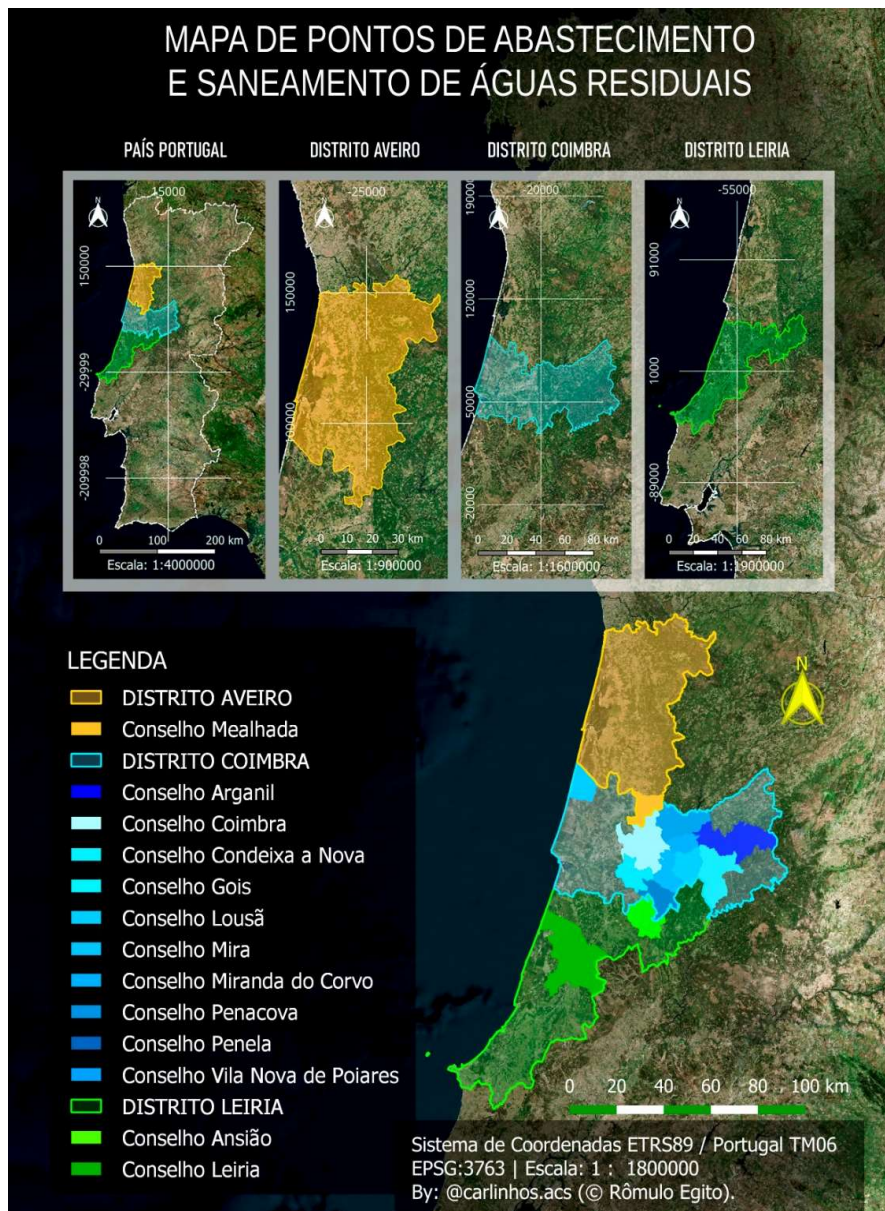 MAPA DE PONTOS DE ABASTECIMENTO
E SANEAMENTO DE ÁGUAS RESIDUAIS
PAÍS PORTUGAL
DISTRITO AVEIRO
DISTRITO COIMBRA
DISTRITO LEIRIA
15000
150000
-29999
-209998
0 100 200 km
Escala: 1:4000000
-25000
150000
100000
0 10 20 30 km
Escala: 1:900000
-20000
190000
120000
50000
-20000
0 20 40 60 80 km
Escala: 1:1600000
-55000
91000
1000
-89000
0 20 40 60 80 km
Escala: 1:1900000
LEGENDA
DISTRITO AVEIRO
Conselho Mealhada
DISTRITO COIMBRA
Conselho Arganil
Conselho Coimbra
Conselho Condeixa a Nova
Conselho Gois
Conselho Lousã
Conselho Mira
Conselho Miranda do Corvo
Conselho Penacova
Conselho Penela
Conselho Vila Nova de Poiares
DISTRITO LEIRIA
Conselho Ansião
Conselho Leiria
N
0 20 40 60 80 100 km
Sistema de Coordenadas ETRS89 / Portugal TM06
EPSG:3763 | Escala: 1 : 1800000
By: @carlinhos.acs (© Rômulo Egito).